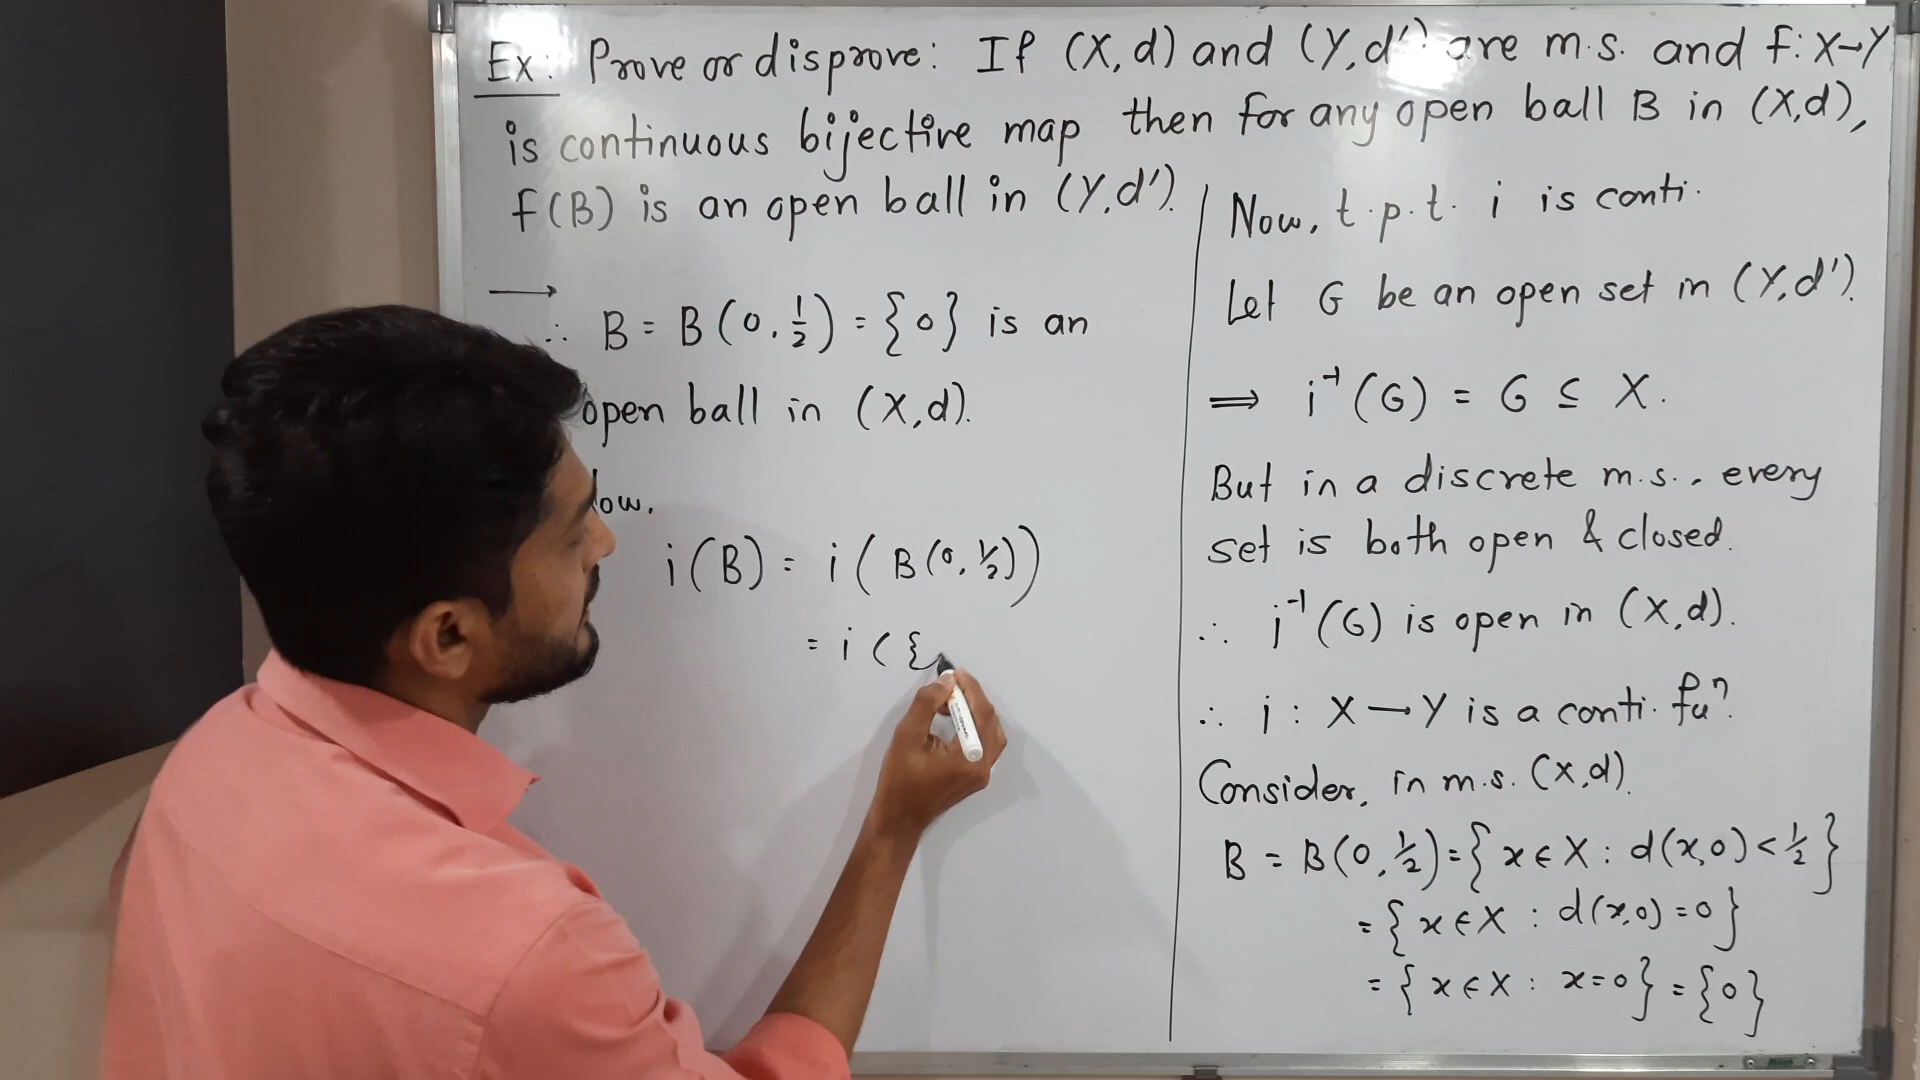 Ex: Prove or disprove: If (X,d) and (Y,d') are m.s. and f:X→Y
is continuous bijective map then for any open ball B in (X,d),
f(B) is an open ball in (Y,d').
→
∴ B = B(0,1/2) = {0} is an
open ball in (X,d).
ow,
i(B) = i(B(0,1/2))
= i({
Now, t.p.t. i is conti.
Let G be an open set in (Y,d').
⇒ i⁻¹(G) = G ⊆ X.
But in a discrete m.s., every
set is both open & closed.
∴ i⁻¹(G) is open in (X,d).
∴ i : X→Y is a conti. fuⁿ.
Consider, in m.s. (X,d).
B = B(0,1/2) = {x∈X : d(x,0) < 1/2}
= {x∈X : d(x,0) = 0}
= {x∈X : x=0} = {0}